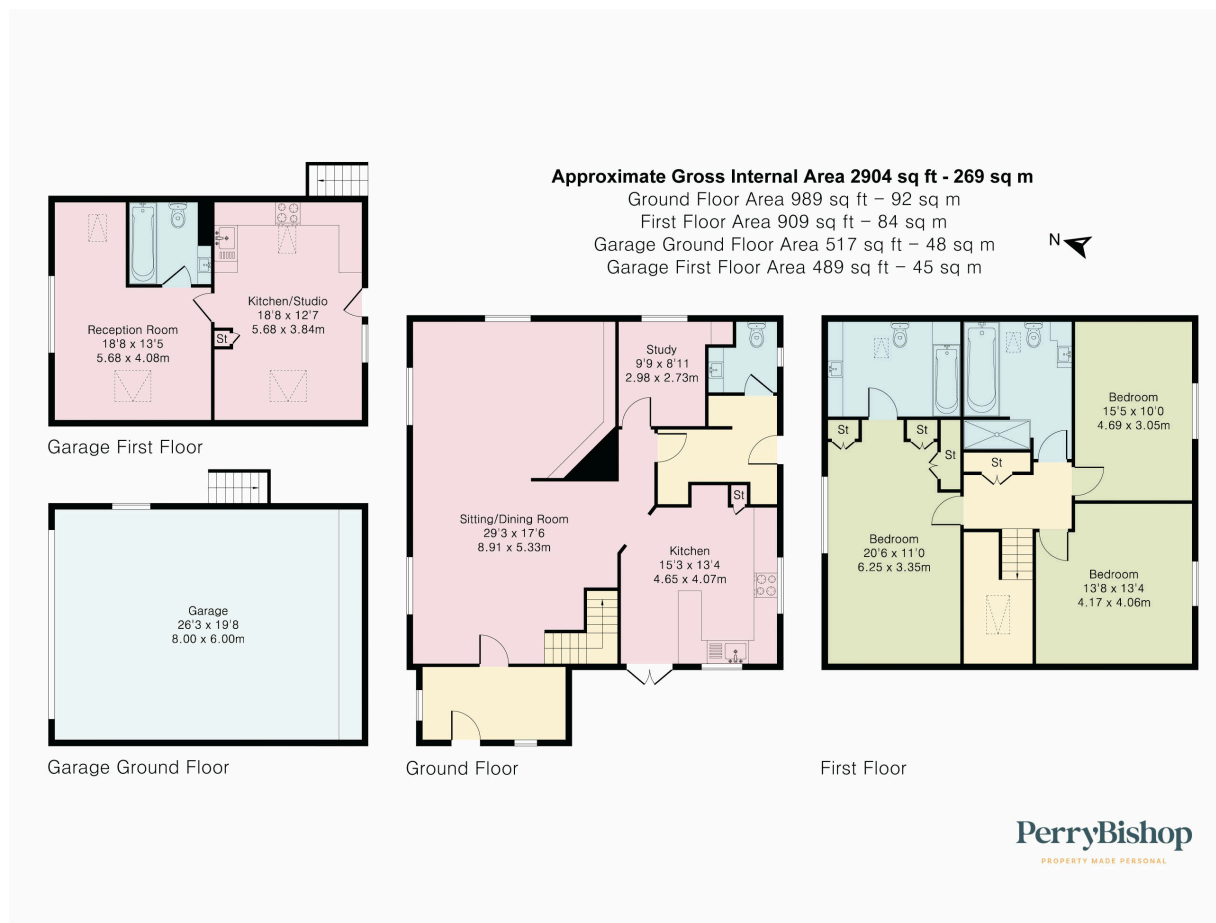 Approximate Gross Internal Area 2904 sq ft - 269 sq m
Ground Floor Area 989 sq ft – 92 sq m
First Floor Area 909 sq ft – 84 sq m
Garage Ground Floor Area 517 sq ft – 48 sq m
Garage First Floor Area 489 sq ft – 45 sq m
N
Reception Room
18'8 x 13'5
5.68 x 4.08m
Kitchen/Studio
18'8 x 12'7
5.68 x 3.84m
St
Garage First Floor
Garage
26'3 x 19'8
8.00 x 6.00m
Garage Ground Floor
Study
9'9 x 8'11
2.98 x 2.73m
Sitting/Dining Room
29'3 x 17'6
8.91 x 5.33m
St
Kitchen
15'3 x 13'4
4.65 x 4.07m
Ground Floor
Bedroom
15'5 x 10'0
4.69 x 3.05m
St
St
St
St
Bedroom
20'6 x 11'0
6.25 x 3.35m
Bedroom
13'8 x 13'4
4.17 x 4.06m
First Floor
PerryBishop
PROPERTY MADE PERSONAL